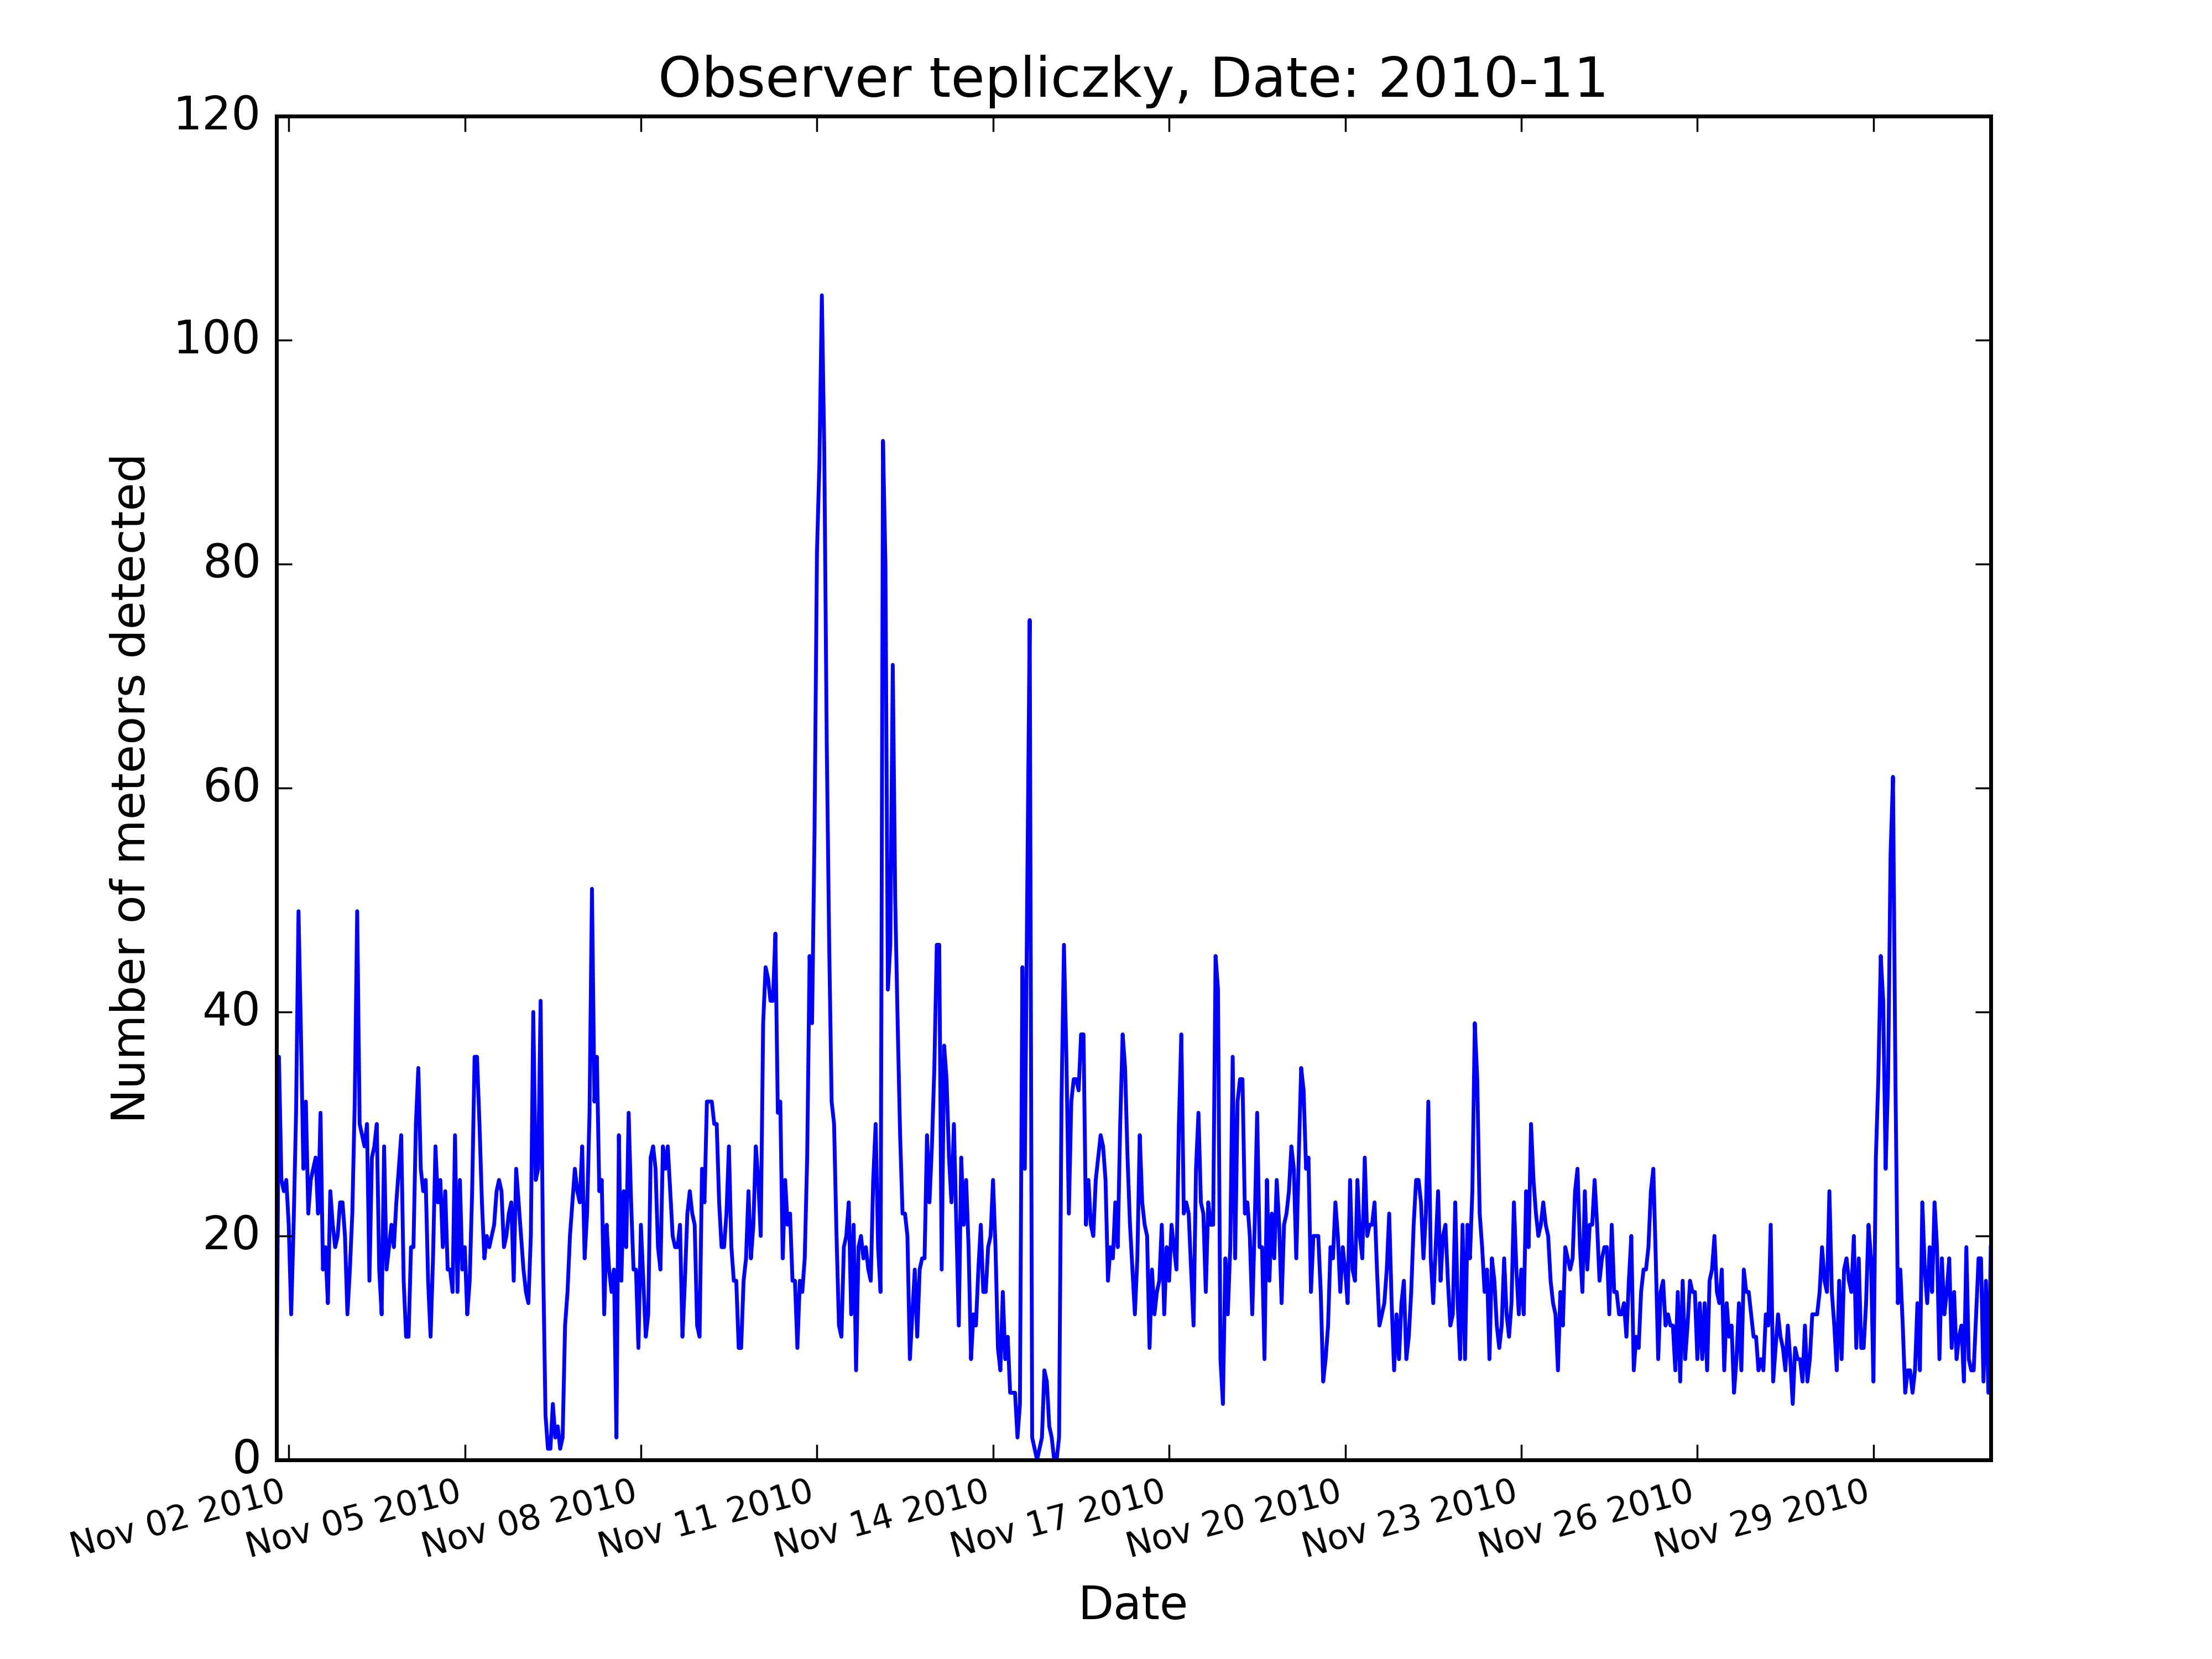 Observer tepliczky, Date: 2010-11
120
100
80
60
40
20
0
Number of meteors detected
Nov 02 2010
Nov 05 2010
Nov 08 2010
Nov 11 2010
Nov 14 2010
Nov 17 2010
Nov 20 2010
Nov 23 2010
Nov 26 2010
Nov 29 2010
Date